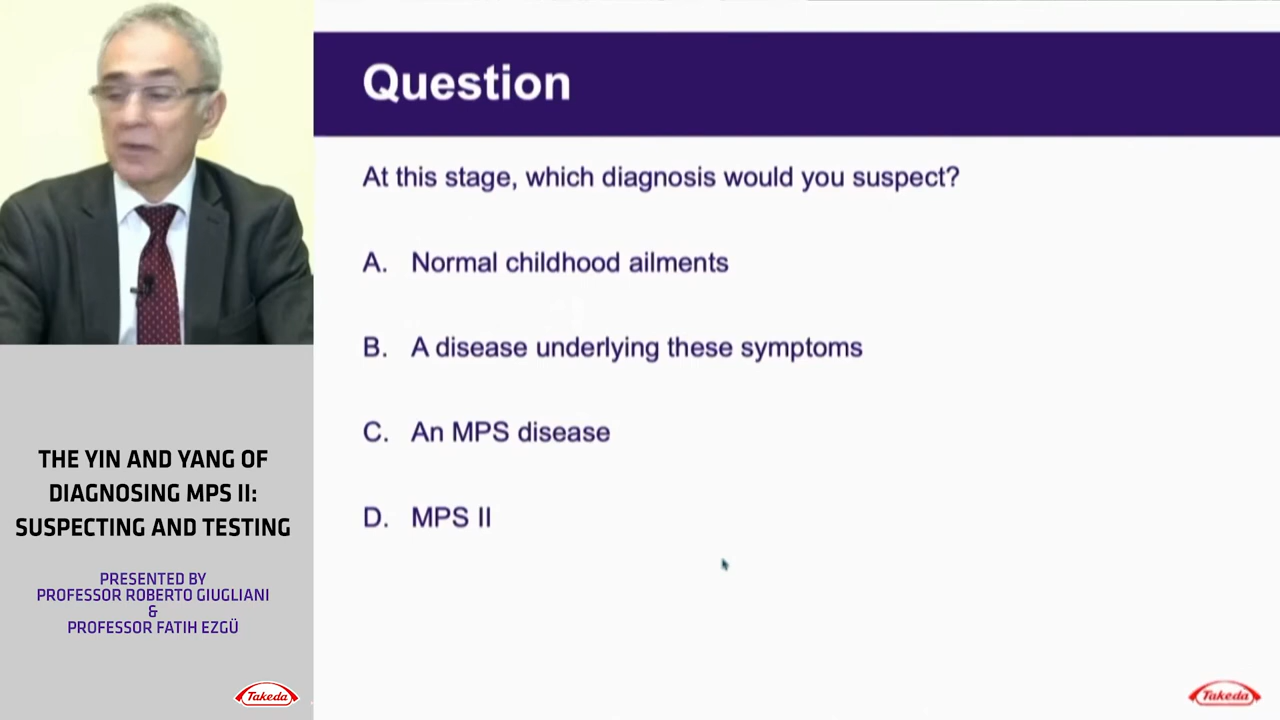 Question
At this stage, which diagnosis would you suspect?
A. Normal childhood ailments
B. A disease underlying these symptoms
C. An MPS disease
D. MPS II
THE YIN AND YANG OF
DIAGNOSING MPS II:
SUSPECTING AND TESTING
PRESENTED BY
PROFESSOR ROBERTO GIUGLIANI
&
PROFESSOR FATIH EZGÜ
Takeda
Takeda